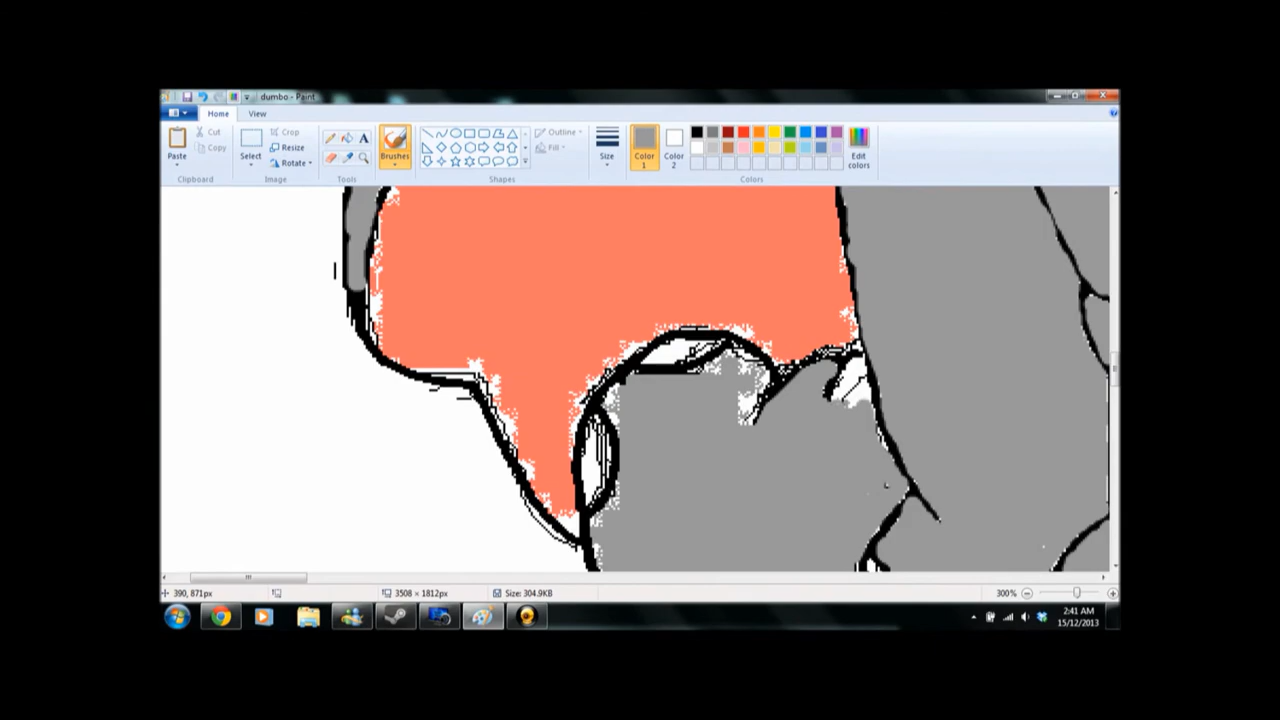 dumbo - Paint
Home View
Paste
Cut
Copy
Clipboard
Select
Crop
Resize
Rotate
Image
A
Tools
Brushes
Shapes
Outline
Fill
Size
Color 1
Color 2
Edit colors
Colors
390, 871px
3508 × 1812px
Size: 304.9KB
300%
2:41 AM
15/12/2013